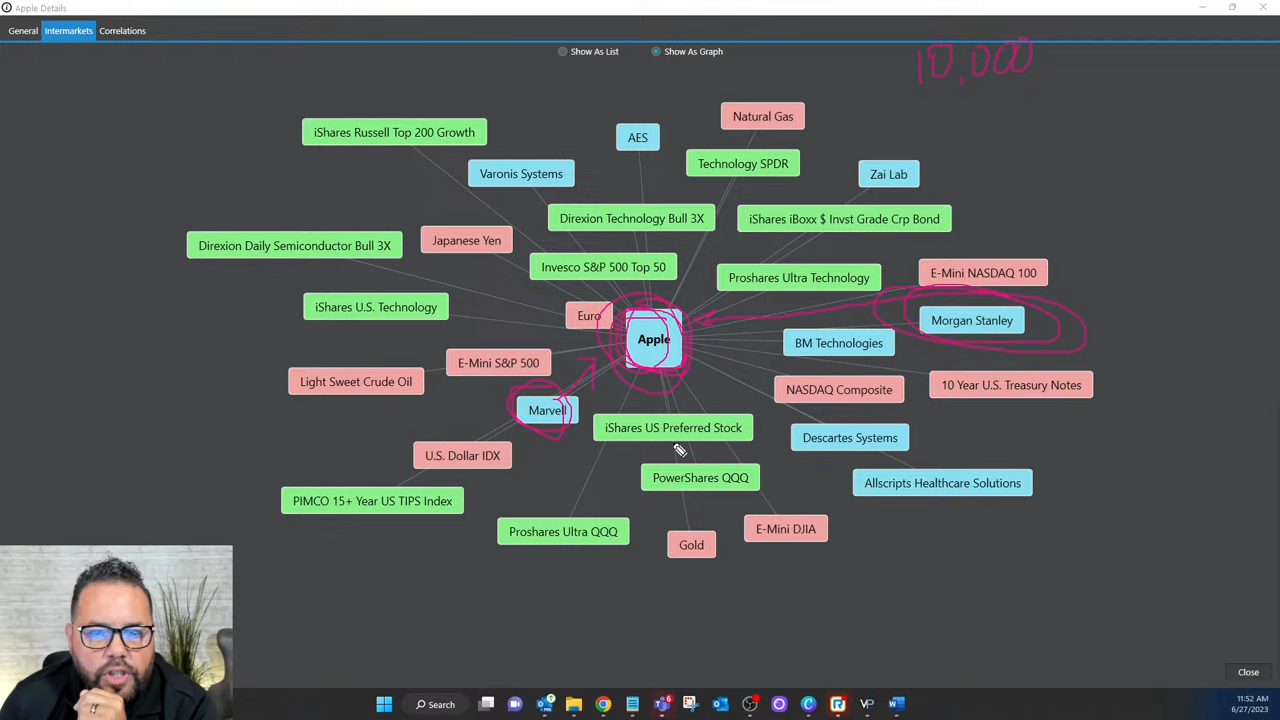 Apple Details
General Intermarkets Correlations
Show As List Show As Graph
10,000
Natural Gas
iShares Russell Top 200 Growth
AES
Technology SPDR
Varonis Systems
Zai Lab
Direxion Technology Bull 3X
iShares iBoxx $ Invst Grade Crp Bond
Japanese Yen
Direxion Daily Semiconductor Bull 3X
Invesco S&P 500 Top 50
E-Mini NASDAQ 100
Proshares Ultra Technology
iShares U.S. Technology
Euro
Morgan Stanley
Apple
BM Technologies
E-Mini S&P 500
Light Sweet Crude Oil
10 Year U.S. Treasury Notes
NASDAQ Composite
Marvell
iShares US Preferred Stock
Descartes Systems
U.S. Dollar IDX
PowerShares QQQ
Allscripts Healthcare Solutions
PIMCO 15+ Year US TIPS Index
Proshares Ultra QQQ
E-Mini DJIA
Gold
Close
Search
6
VP
11:52 AM
6/27/2023